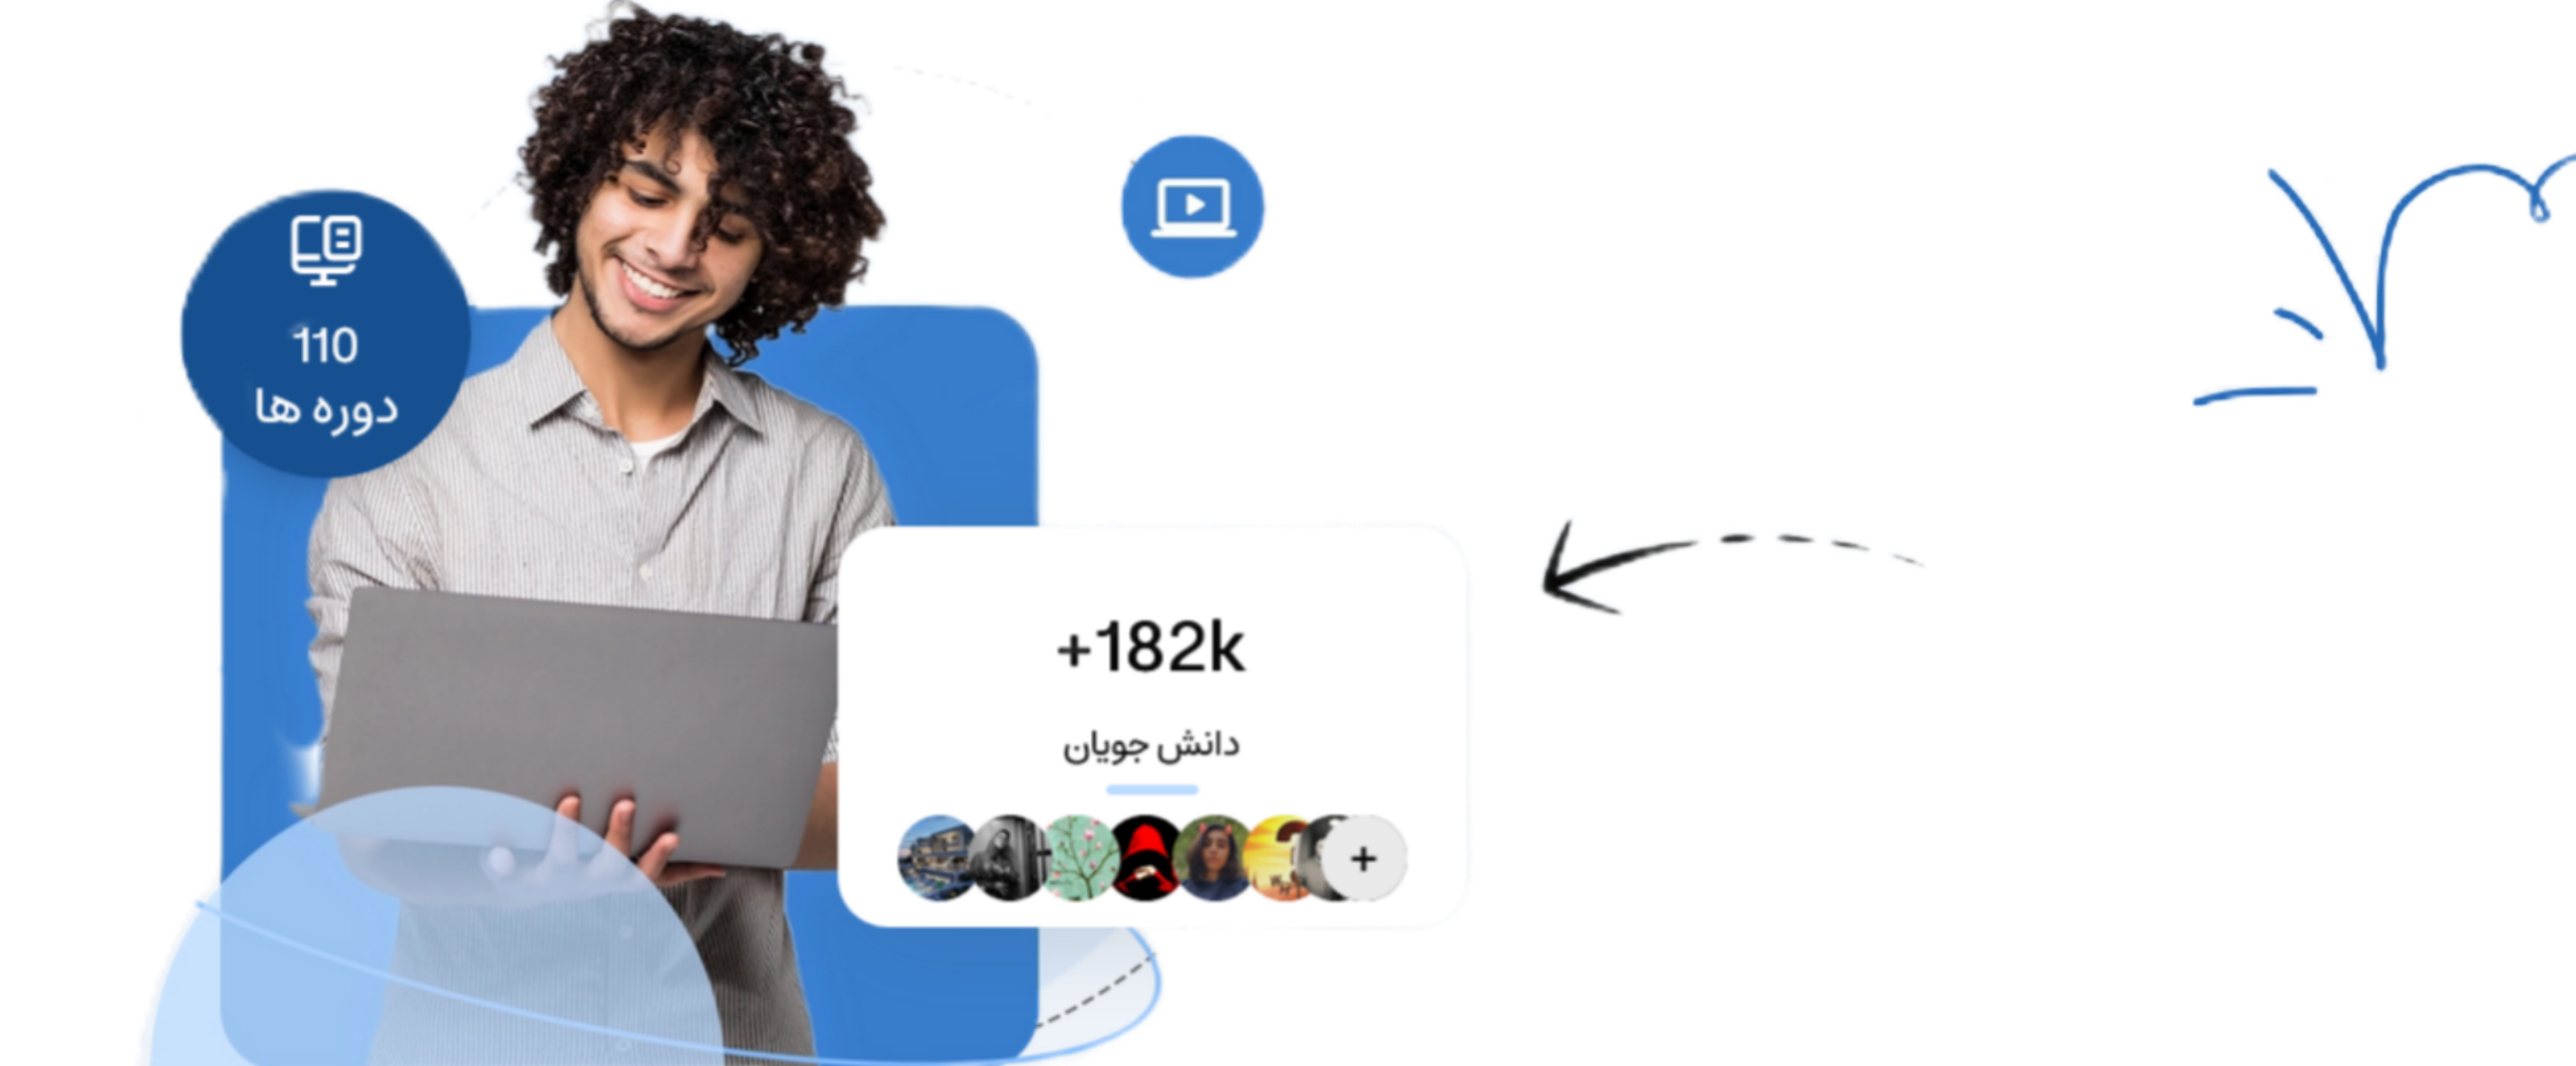 110
دوره ها
+182k
دانش جویان
+